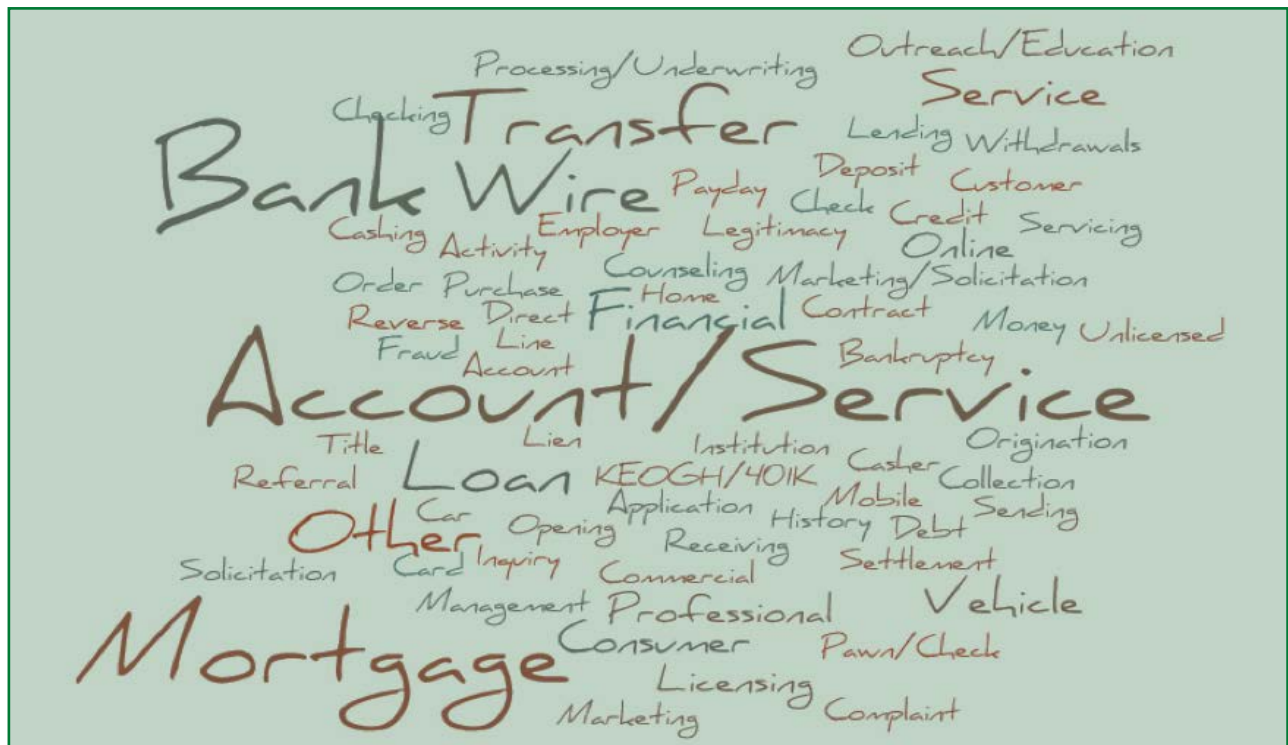 Outreach/Education
Processing/Underwriting
Service
Checking Transfer
Lending Withdrawals
Bank Wire Payday Deposit Customer
Check Credit Servicing
Cashing Activity Employer Legitimacy Online
Order Purchase Counseling Marketing/Solicitation
Reverse Direct Financial Home Contract Money Unlicensed
Fraud Line Bankruptcy
Account
Account/Service
Title Lien Institution Origination
Referral Loan KEOGH/401K Casher Collection
Other Car Opening Application History Mobile Debt Sending
Solicitation Card Inquiry Receiving Commercial Settlement
Management Professional Vehicle
Mortgage Consumer Pawn/Check
Licensing
Marketing Complaint